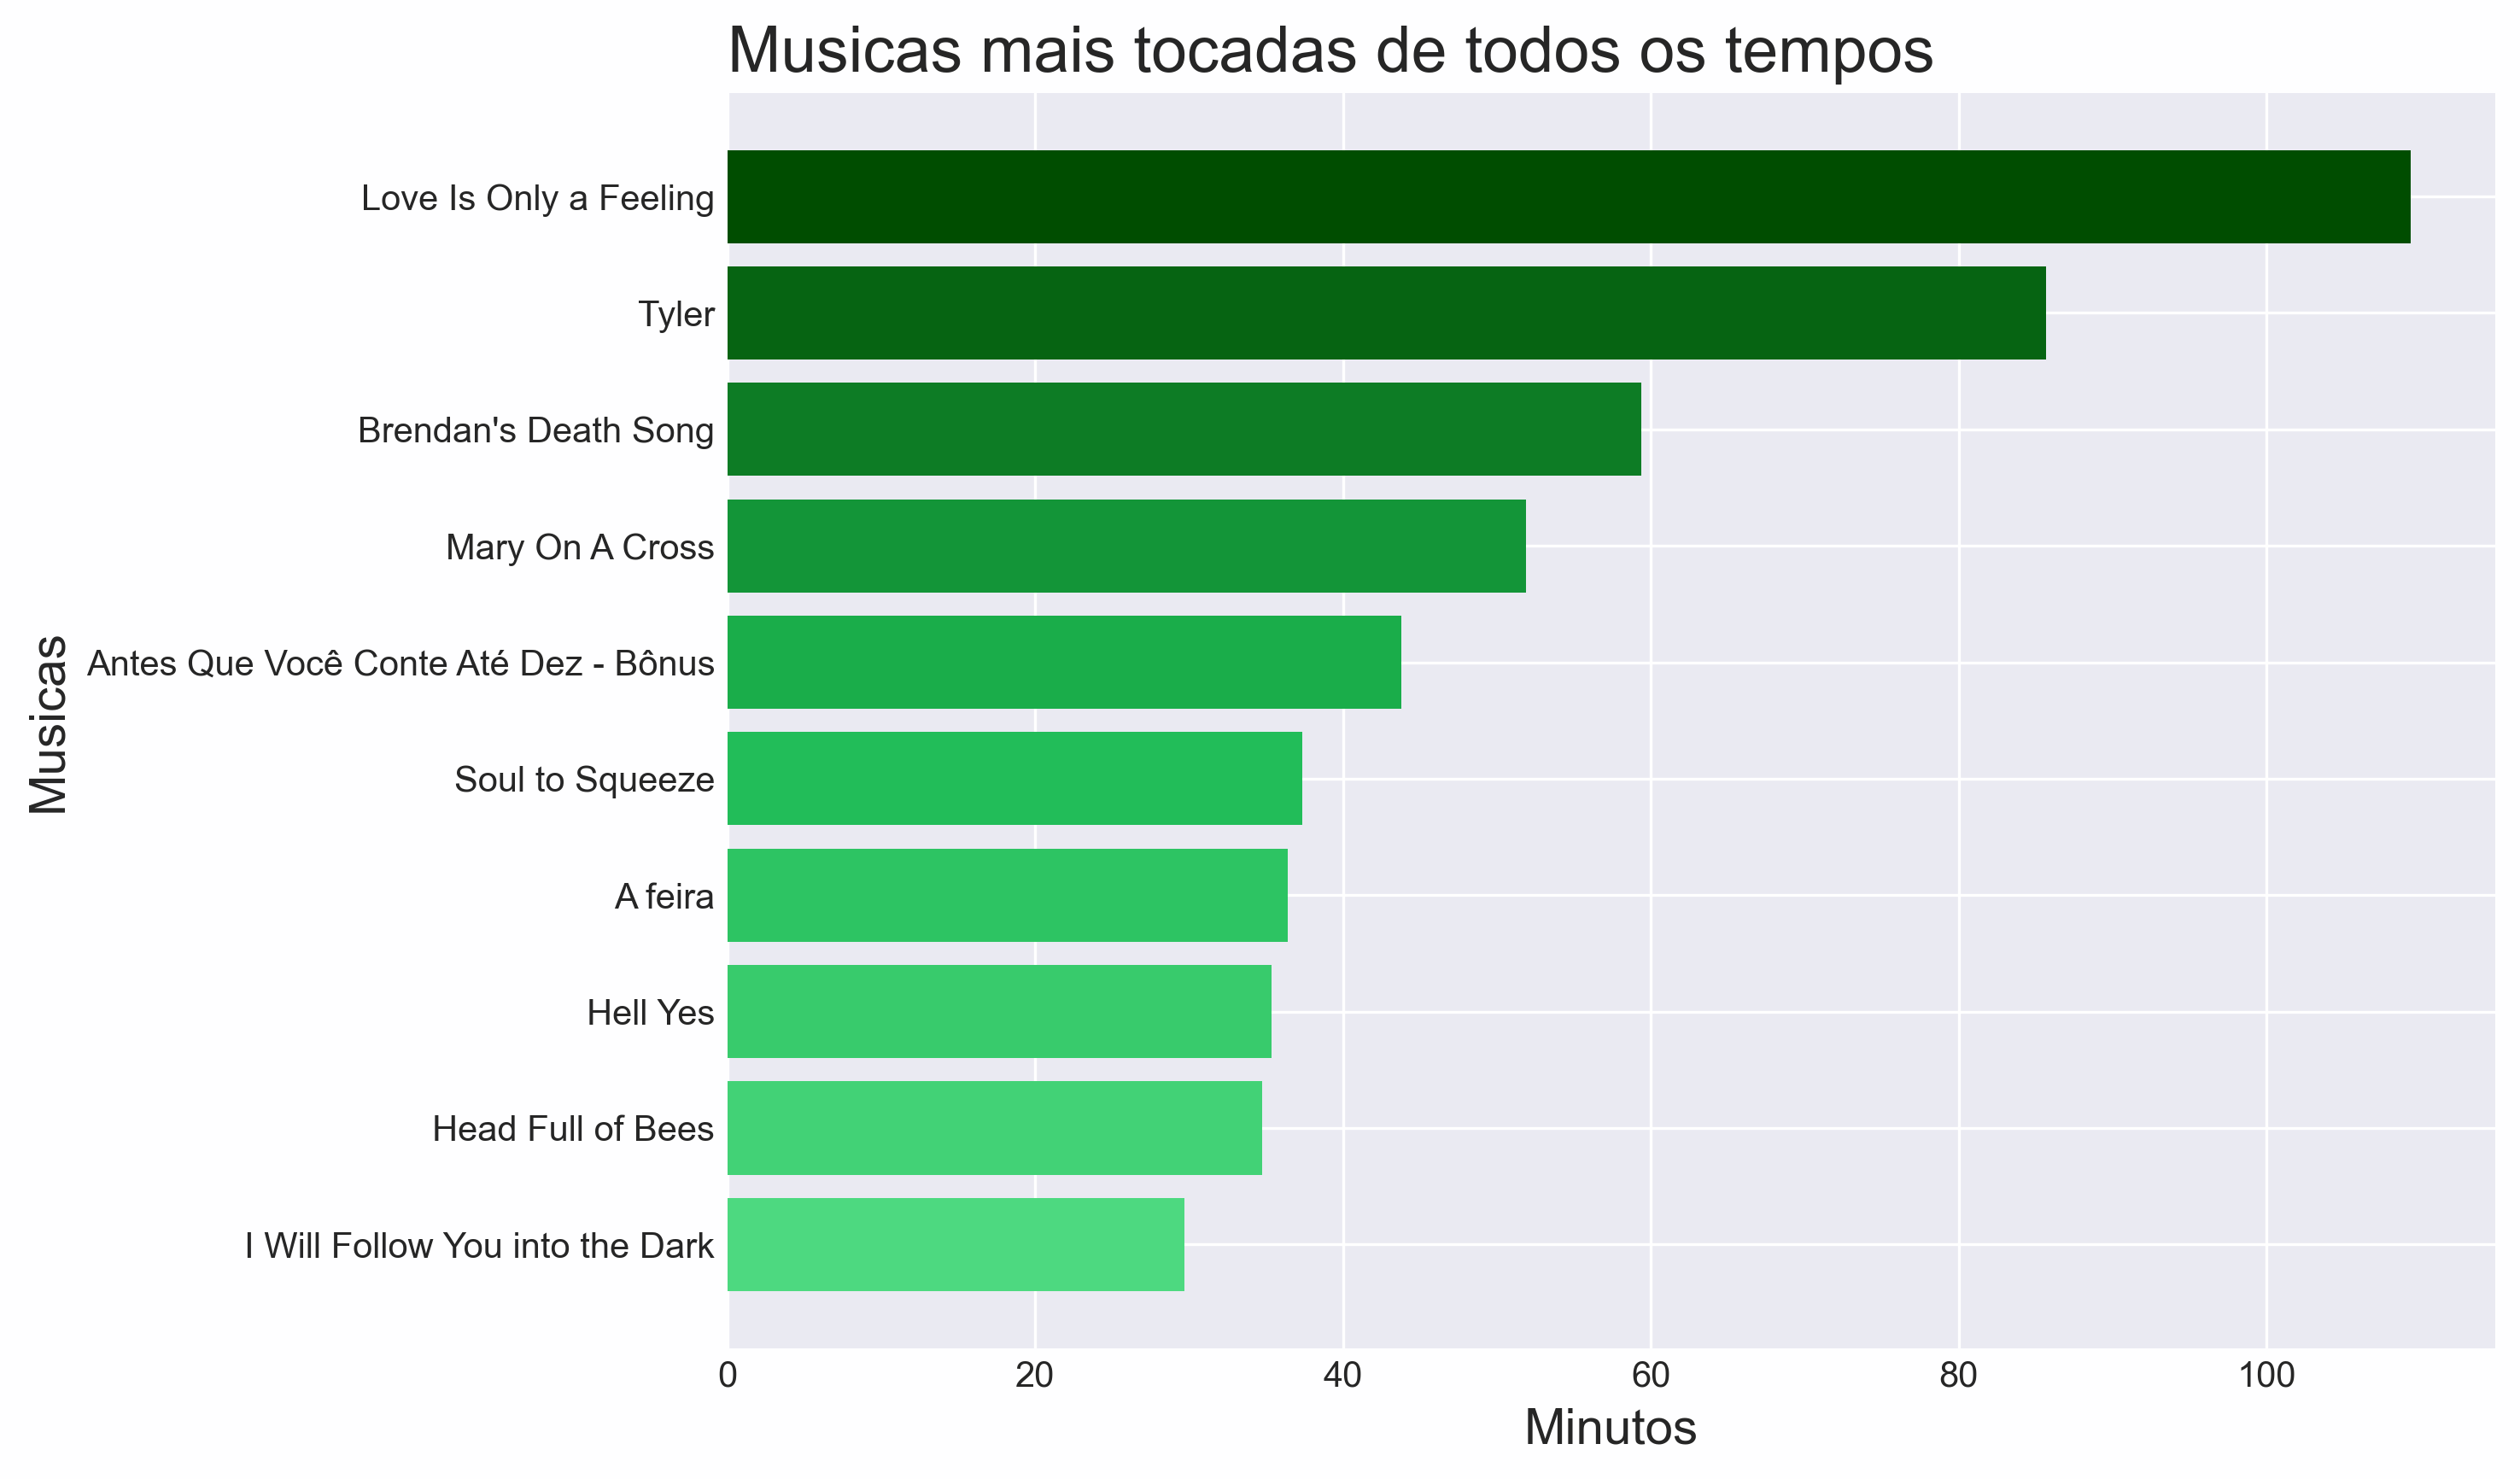 Musicas mais tocadas de todos os tempos
Musicas
Love Is Only a Feeling
Tyler
Brendan's Death Song
Mary On A Cross
Antes Que Você Conte Até Dez - Bônus
Soul to Squeeze
A feira
Hell Yes
Head Full of Bees
I Will Follow You into the Dark
0 20 40 60 80 100
Minutos